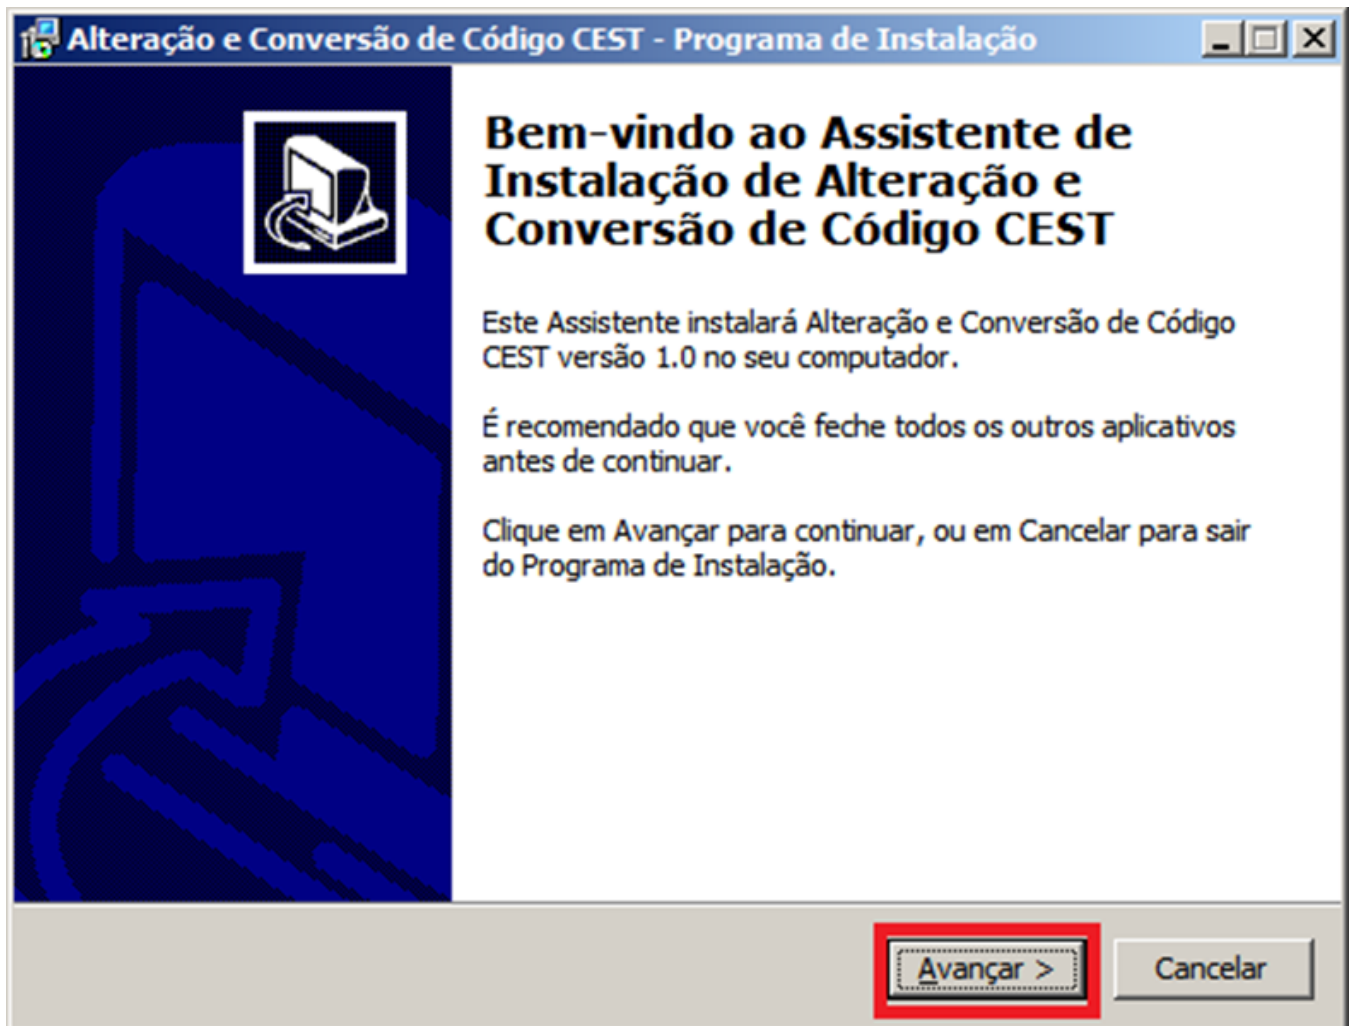 Alteração e Conversão de Código CEST - Programa de Instalação
Bem-vindo ao Assistente de
Instalação de Alteração e
Conversão de Código CEST
Este Assistente instalará Alteração e Conversão de Código
CEST versão 1.0 no seu computador.
É recomendado que você feche todos os outros aplicativos
antes de continuar.
Clique em Avançar para continuar, ou em Cancelar para sair
do Programa de Instalação.
Avançar >
Cancelar